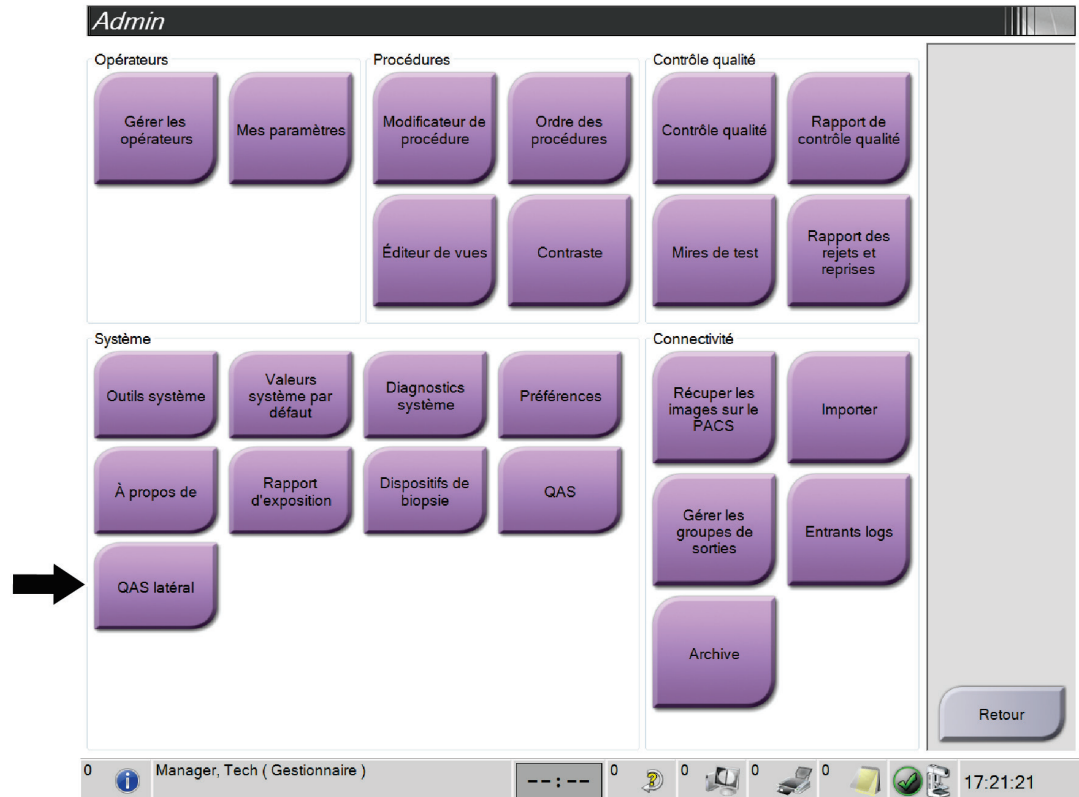 Admin
Opérateurs
Gérer les
opérateurs
Mes paramètres
Procédures
Modificateur de
procédure
Ordre des
procédures
Éditeur de vues
Contraste
Contrôle qualité
Contrôle qualité
Rapport de
contrôle qualité
Mires de test
Rapport des
rejets et
reprises
Système
Outils système
Valeurs
système par
défaut
Diagnostics
système
Préférences
À propos de
Rapport
d'exposition
Dispositifs de
biopsie
QAS
QAS latéral
Connectivité
Récuper les
images sur le
PACS
Importer
Gérer les
groupes de
sorties
Entrants logs
Archive
Retour
0 Manager, Tech ( Gestionnaire ) --:-- 0 0 0 0 17:21:21